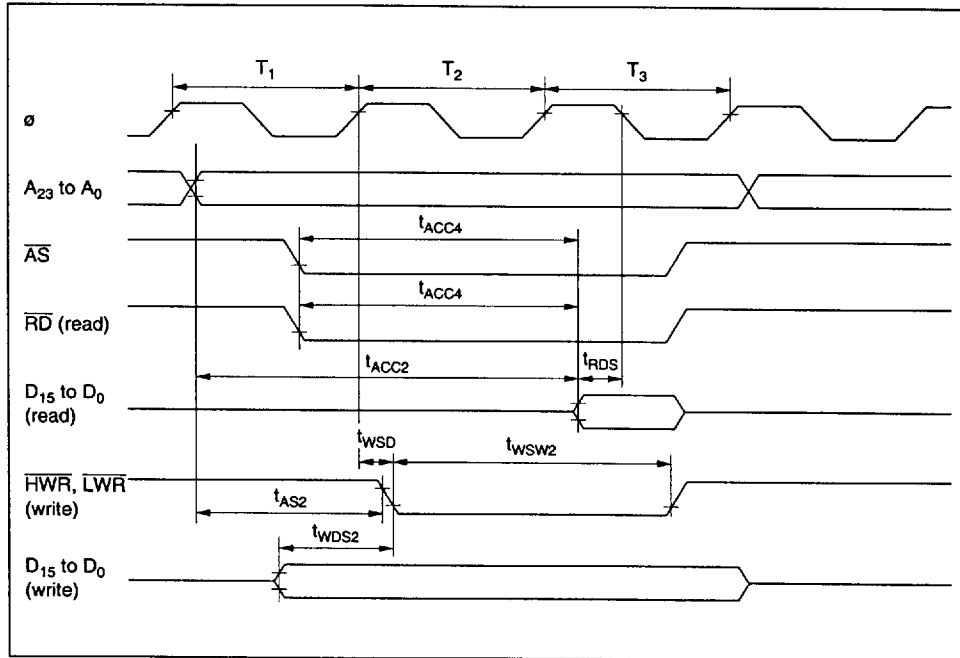 T1 T2 T3
ø
A23 to A0
tACC4
AS
tACC4
RD (read)
tACC2 tRDS
D15 to D0
(read)
tWSD tWSW2
HWR, LWR
(write)
tAS2
tWDS2
D15 to D0
(write)